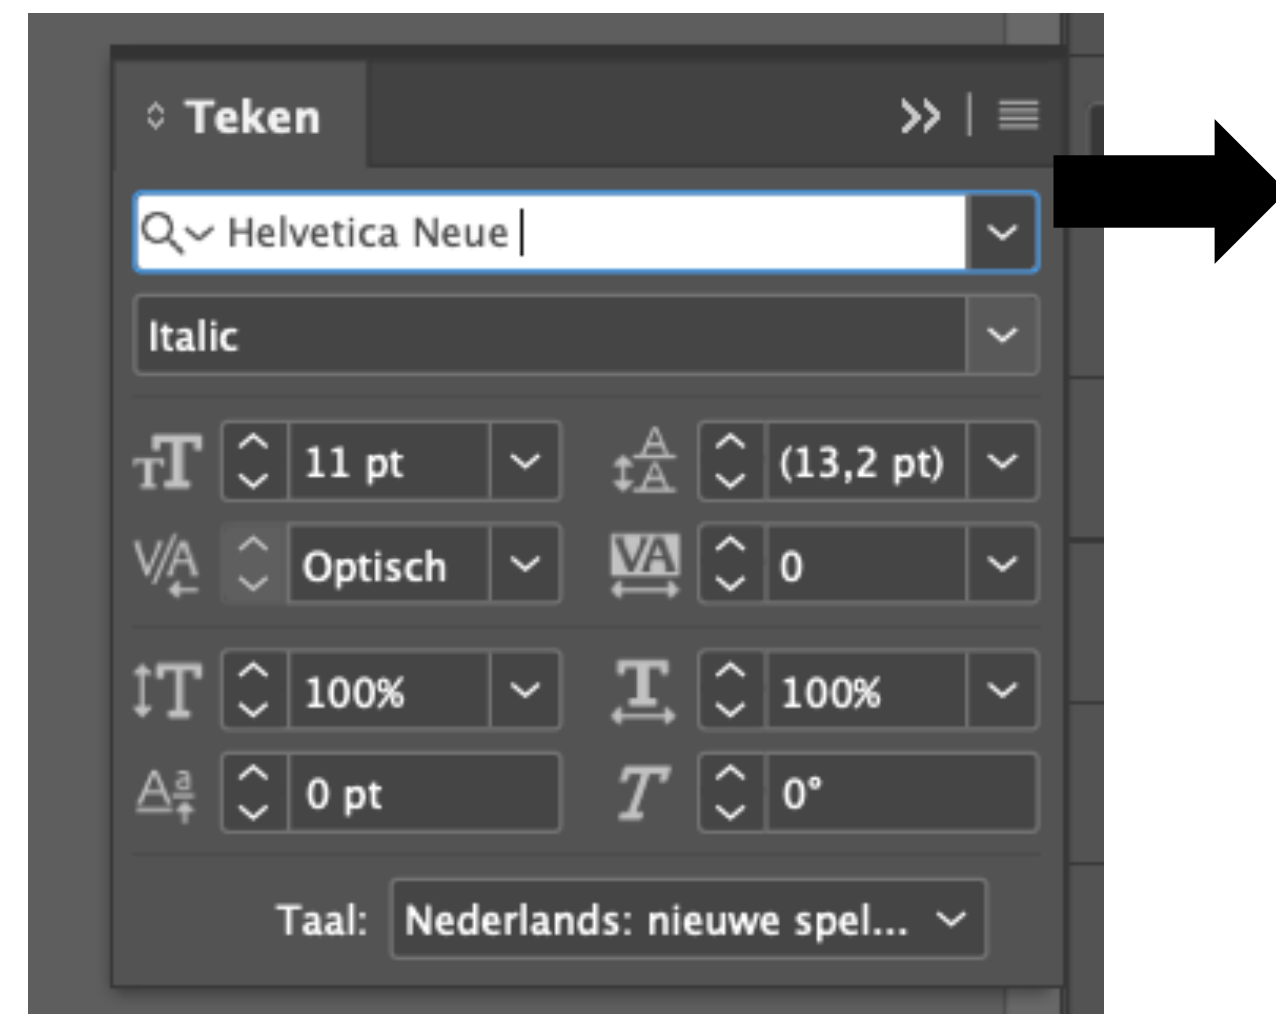 Teken
Helvetica Neue
Italic
11 pt (13,2 pt)
Optisch 0
100% 100%
0 pt 0°
Taal: Nederlands: nieuwe spel...